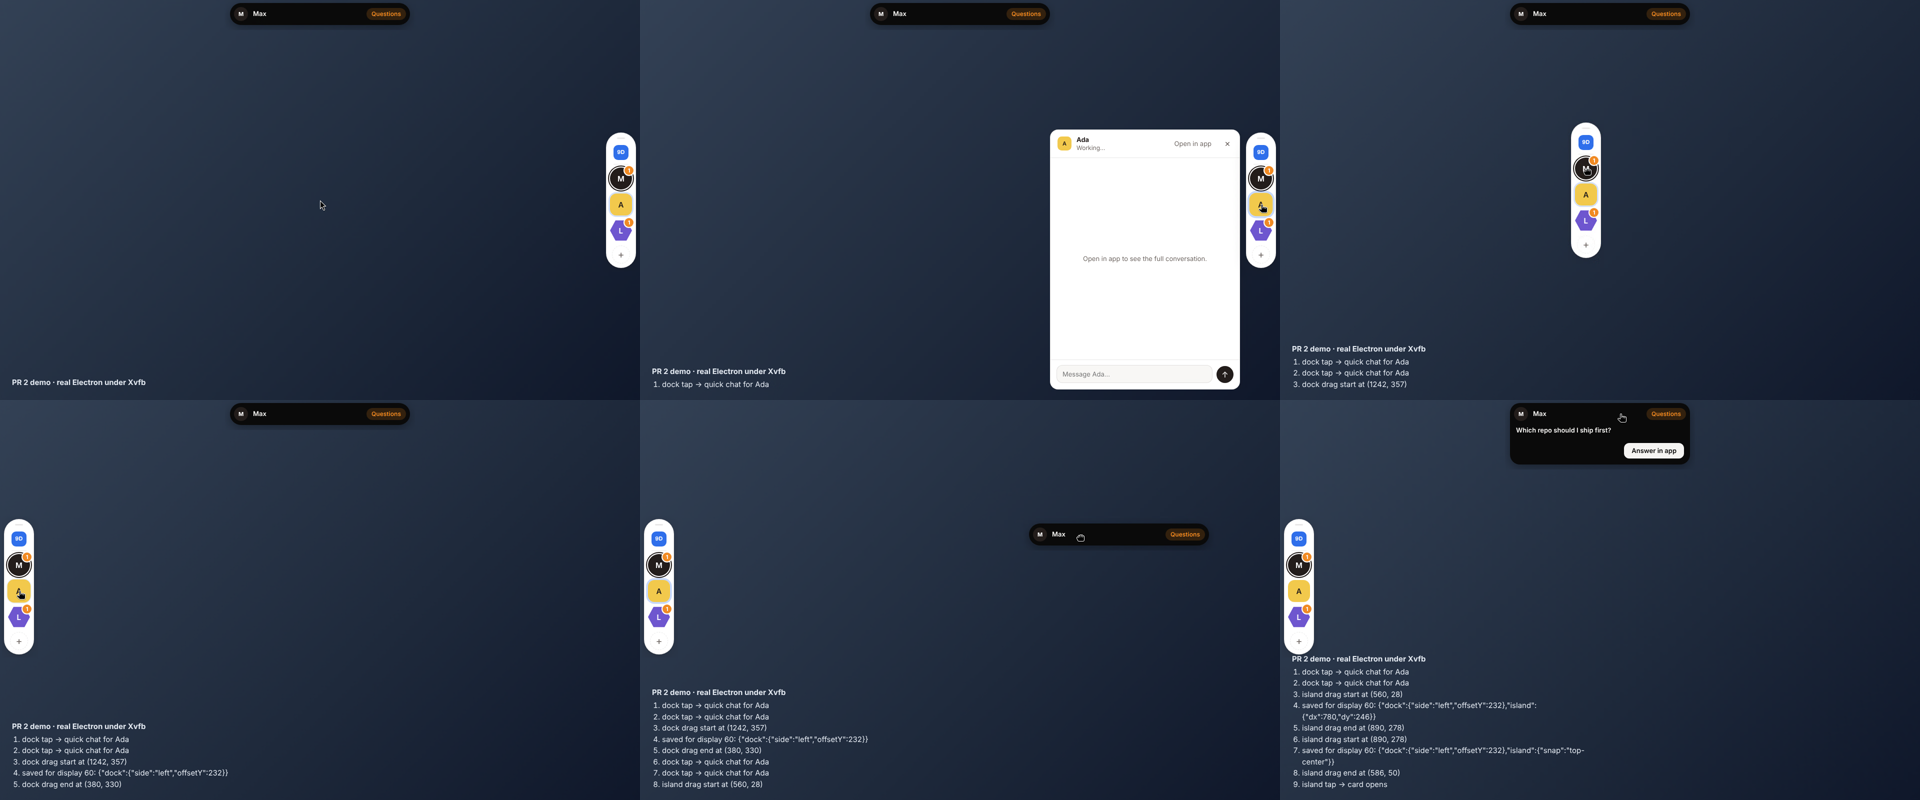 M Max Questions
9D
M 1
A
L 1
+
PR 2 demo · real Electron under Xvfb
M Max Questions
A Ada
Working...
Open in app ×
Open in app to see the full conversation.
Message Ada...
9D
M 1
A
L 1
+
PR 2 demo · real Electron under Xvfb
1. dock tap → quick chat for Ada
M Max Questions
9D
M 1
A
L 1
+
PR 2 demo · real Electron under Xvfb
1. dock tap → quick chat for Ada
2. dock tap → quick chat for Ada
3. dock drag start at (1242, 357)
M Max Questions
9D
M 1
A
L 1
+
PR 2 demo · real Electron under Xvfb
1. dock tap → quick chat for Ada
2. dock tap → quick chat for Ada
3. dock drag start at (1242, 357)
4. saved for display 60: {"dock":{"side":"left","offsetY":232}}
5. dock drag end at (380, 330)
M Max Questions
9D
M 1
A
L 1
+
PR 2 demo · real Electron under Xvfb
1. dock tap → quick chat for Ada
2. dock tap → quick chat for Ada
3. dock drag start at (1242, 357)
4. saved for display 60: {"dock":{"side":"left","offsetY":232}}
5. dock drag end at (380, 330)
6. dock tap → quick chat for Ada
7. dock tap → quick chat for Ada
8. island drag start at (560, 28)
M Max Questions
Which repo should I ship first?
Answer in app
9D
M 1
A
L 1
+
PR 2 demo · real Electron under Xvfb
1. dock tap → quick chat for Ada
2. dock tap → quick chat for Ada
3. island drag start at (560, 28)
4. saved for display 60: {"dock":{"side":"left","offsetY":232},"island":
{"dx":780,"dy":246}}
5. island drag end at (890, 278)
6. island drag start at (890, 278)
7. saved for display 60: {"dock":{"side":"left","offsetY":232},"island":{"snap":"top-
center"}}
8. island drag end at (586, 50)
9. island tap → card opens